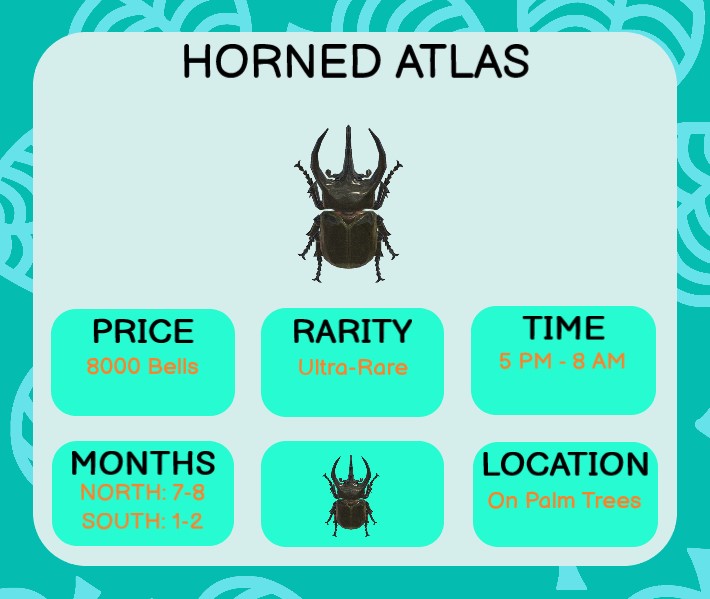 HORNED ATLAS
PRICE
8000 Bells
RARITY
Ultra-Rare
TIME
5 PM - 8 AM
MONTHS
NORTH: 7-8
SOUTH: 1-2
LOCATION
On Palm Trees